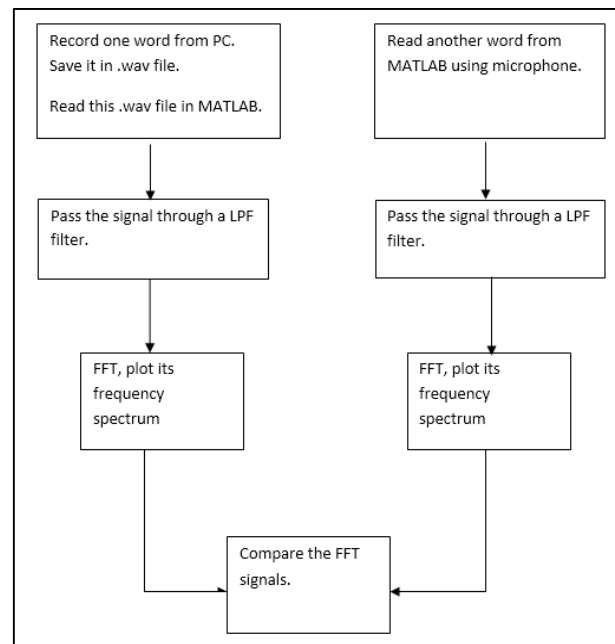 Record one word from PC.
Save it in .wav file.
Read this .wav file in MATLAB.
Read another word from
MATLAB using microphone.
Pass the signal through a LPF
filter.
Pass the signal through a LPF
filter.
FFT, plot its
frequency
spectrum
FFT, plot its
frequency
spectrum
Compare the FFT
signals.